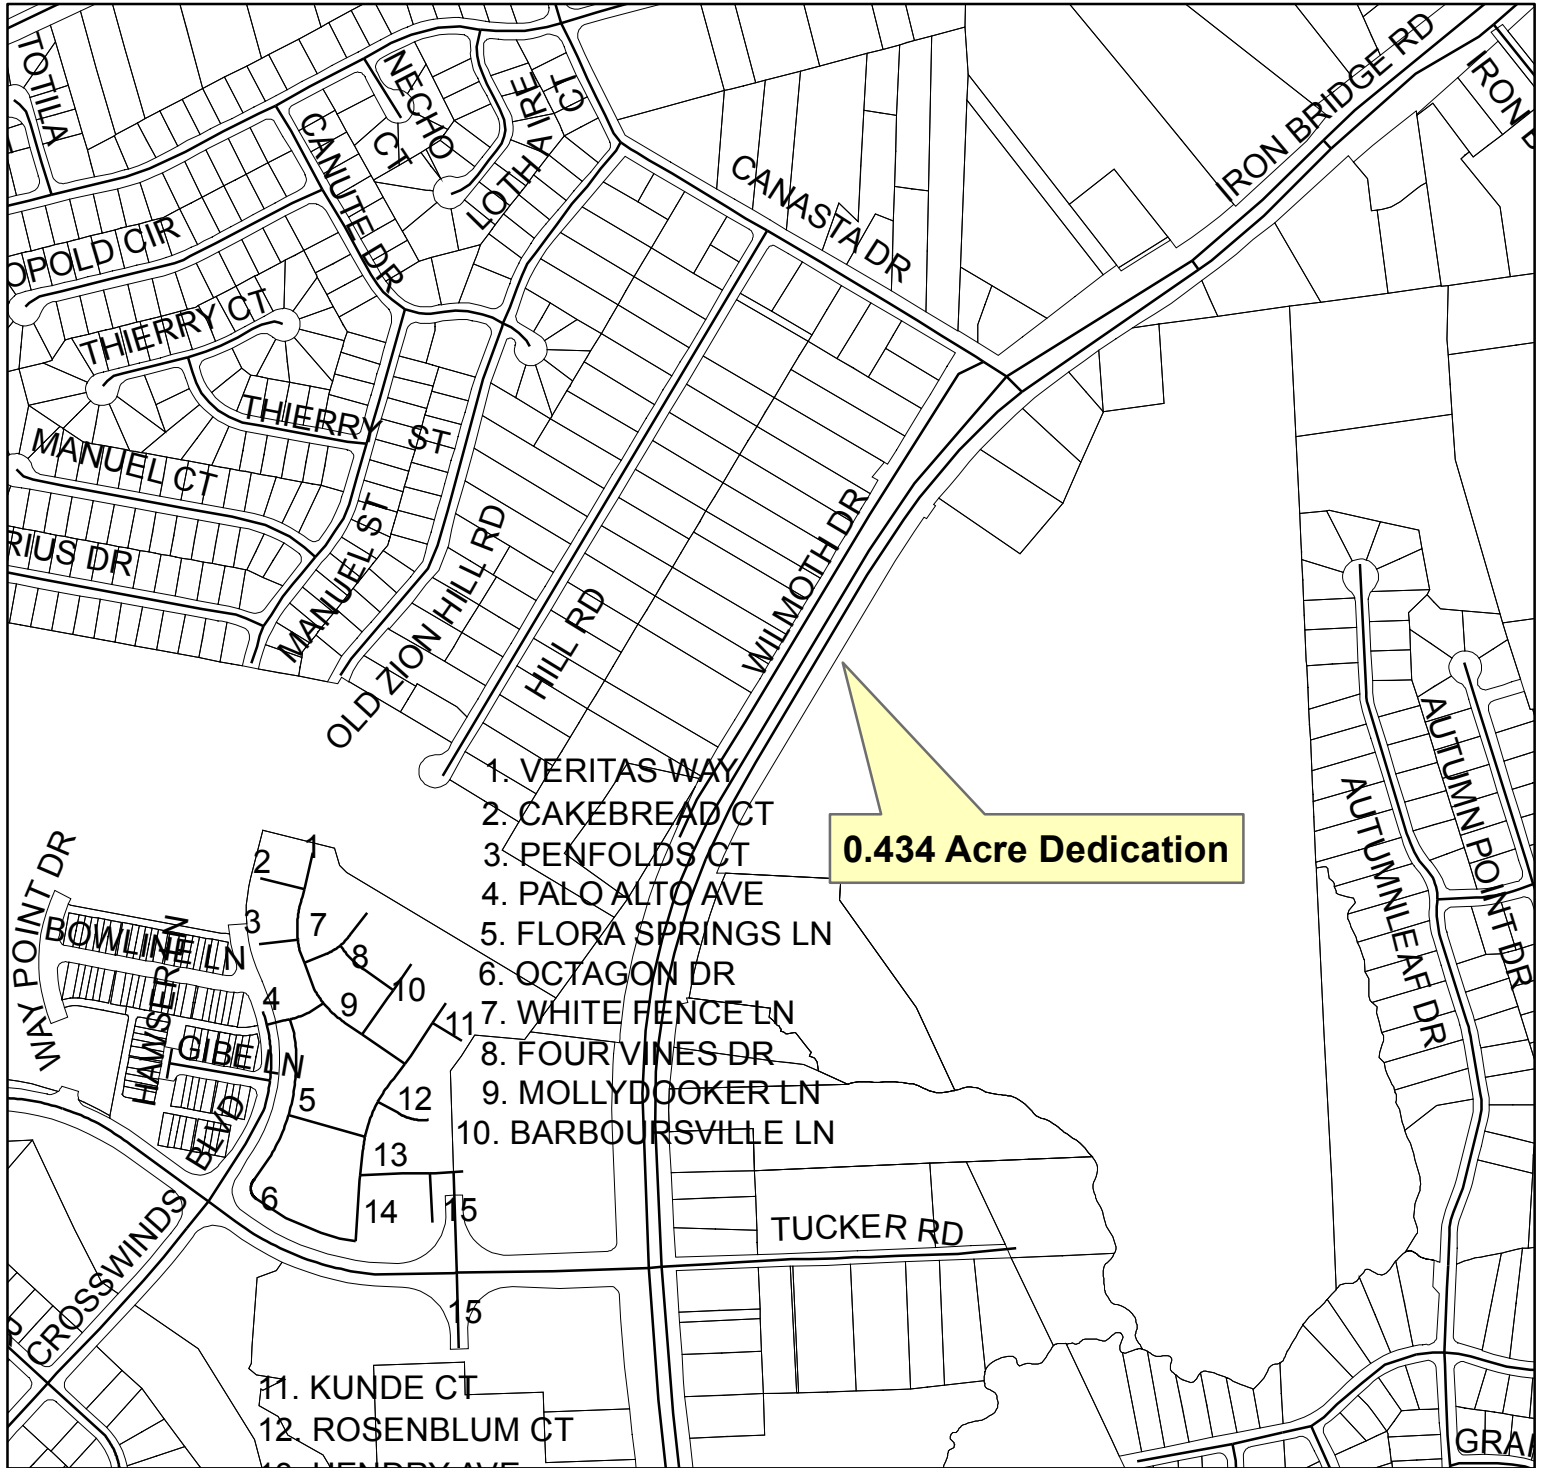 TOTILA
NECHO
CT
LOTHAIRE
CT
CANUTE DR
OPOLD CIR
THIERRY CT
THIERRY ST
MANUEL CT
RIUS DR
MANUEL ST
OLD ZION HILL RD
HILL RD
CANASTA DR
IRON BRIDGE RD
IRON
WILMOTH DR
0.434 Acre Dedication
AUTUMN POINT DR
AUTUMNLEAF DR
1. VERITAS WAY
2. CAKEBREAD CT
3. PENFOLDS CT
4. PALO ALTO AVE
5. FLORA SPRINGS LN
6. OCTAGON DR
7. WHITE FENCE LN
8. FOUR VINES DR
9. MOLLYDOOKER LN
10. BARBOURSVILLE LN
WAY POINT DR
BOWLINE LN
HAWSER LN
GIBE LN
BLVD
CROSSWINDS
1
2
3
7
8
10
4
9
11
5
12
13
6
14
15
15
TUCKER RD
11. KUNDE CT
12. ROSENBLUM CT
13. HENDRY AVE
GRA